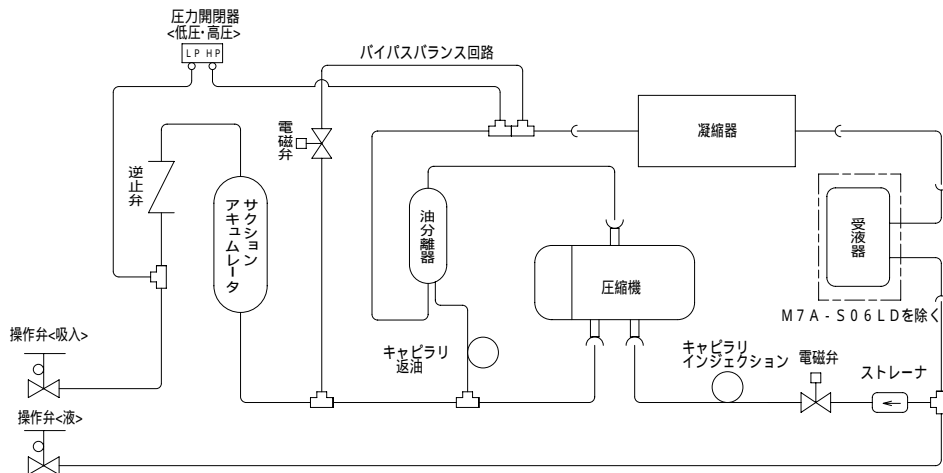 圧力開閉器
<低圧・高圧>
LP HP
バイパスバランス回路
電磁弁
凝縮器
逆止弁
サクション
アキュムレータ
油分離器
受液器
圧縮機
M7A-S06LDを除く
操作弁<吸入>
キャピラリ
返油
キャピラリ
インジェクション
電磁弁
ストレーナ
操作弁<液>